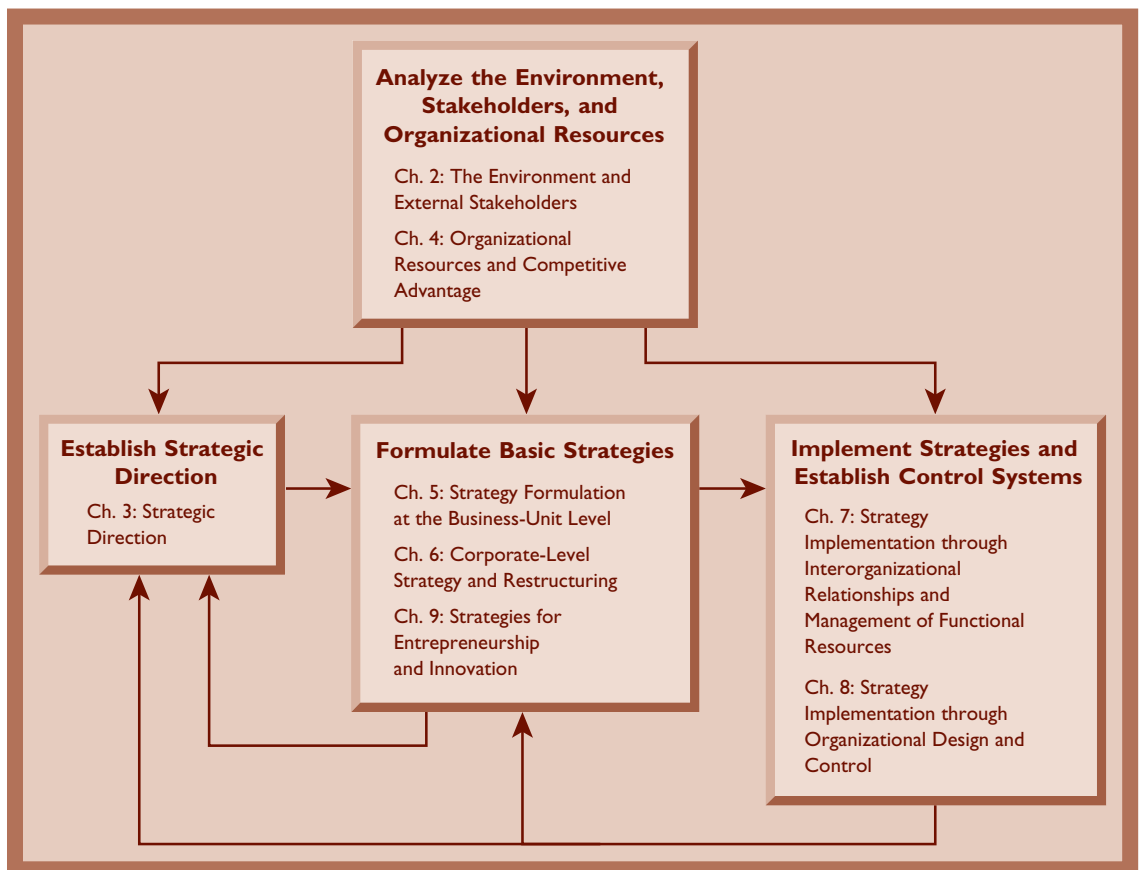 Analyze the Environment,
Stakeholders, and
Organizational Resources
Ch. 2: The Environment and
External Stakeholders
Ch. 4: Organizational
Resources and Competitive
Advantage
Establish Strategic
Direction
Ch. 3: Strategic
Direction
Formulate Basic Strategies
Ch. 5: Strategy Formulation
at the Business-Unit Level
Ch. 6: Corporate-Level
Strategy and Restructuring
Ch. 9: Strategies for
Entrepreneurship
and Innovation
Implement Strategies and
Establish Control Systems
Ch. 7: Strategy
Implementation through
Interorganizational
Relationships and
Management of Functional
Resources
Ch. 8: Strategy
Implementation through
Organizational Design and
Control